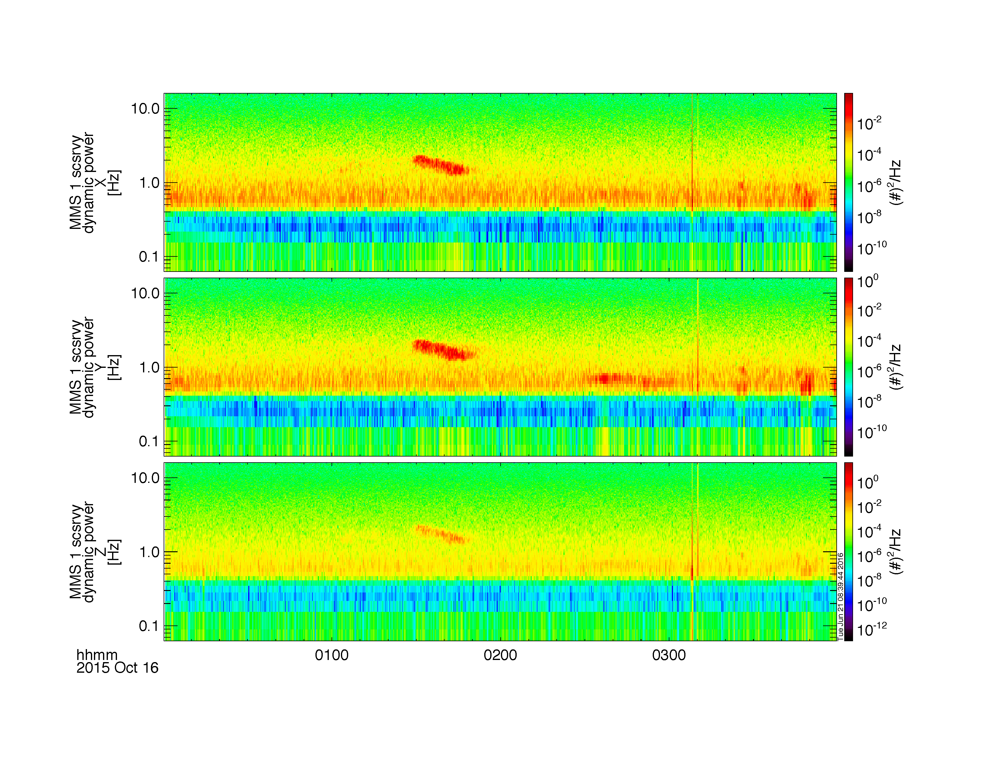 MMS 1 scsrvy
dynamic power
X
[Hz]
10.0
1.0
0.1
10^-2
10^-4
10^-6
10^-8
10^-10
(#)^2/Hz
MMS 1 scsrvy
dynamic power
Y
[Hz]
10.0
1.0
0.1
10^0
10^-2
10^-4
10^-6
10^-8
10^-10
(#)^2/Hz
MMS 1 scsrvy
dynamic power
Z
[Hz]
10.0
1.0
0.1
10^0
10^-2
10^-4
10^-6
10^-8
10^-10
10^-12
(#)^2/Hz
Tue Jun 21 08:39:44 2016
0100 0200 0300
hhmm
2015 Oct 16